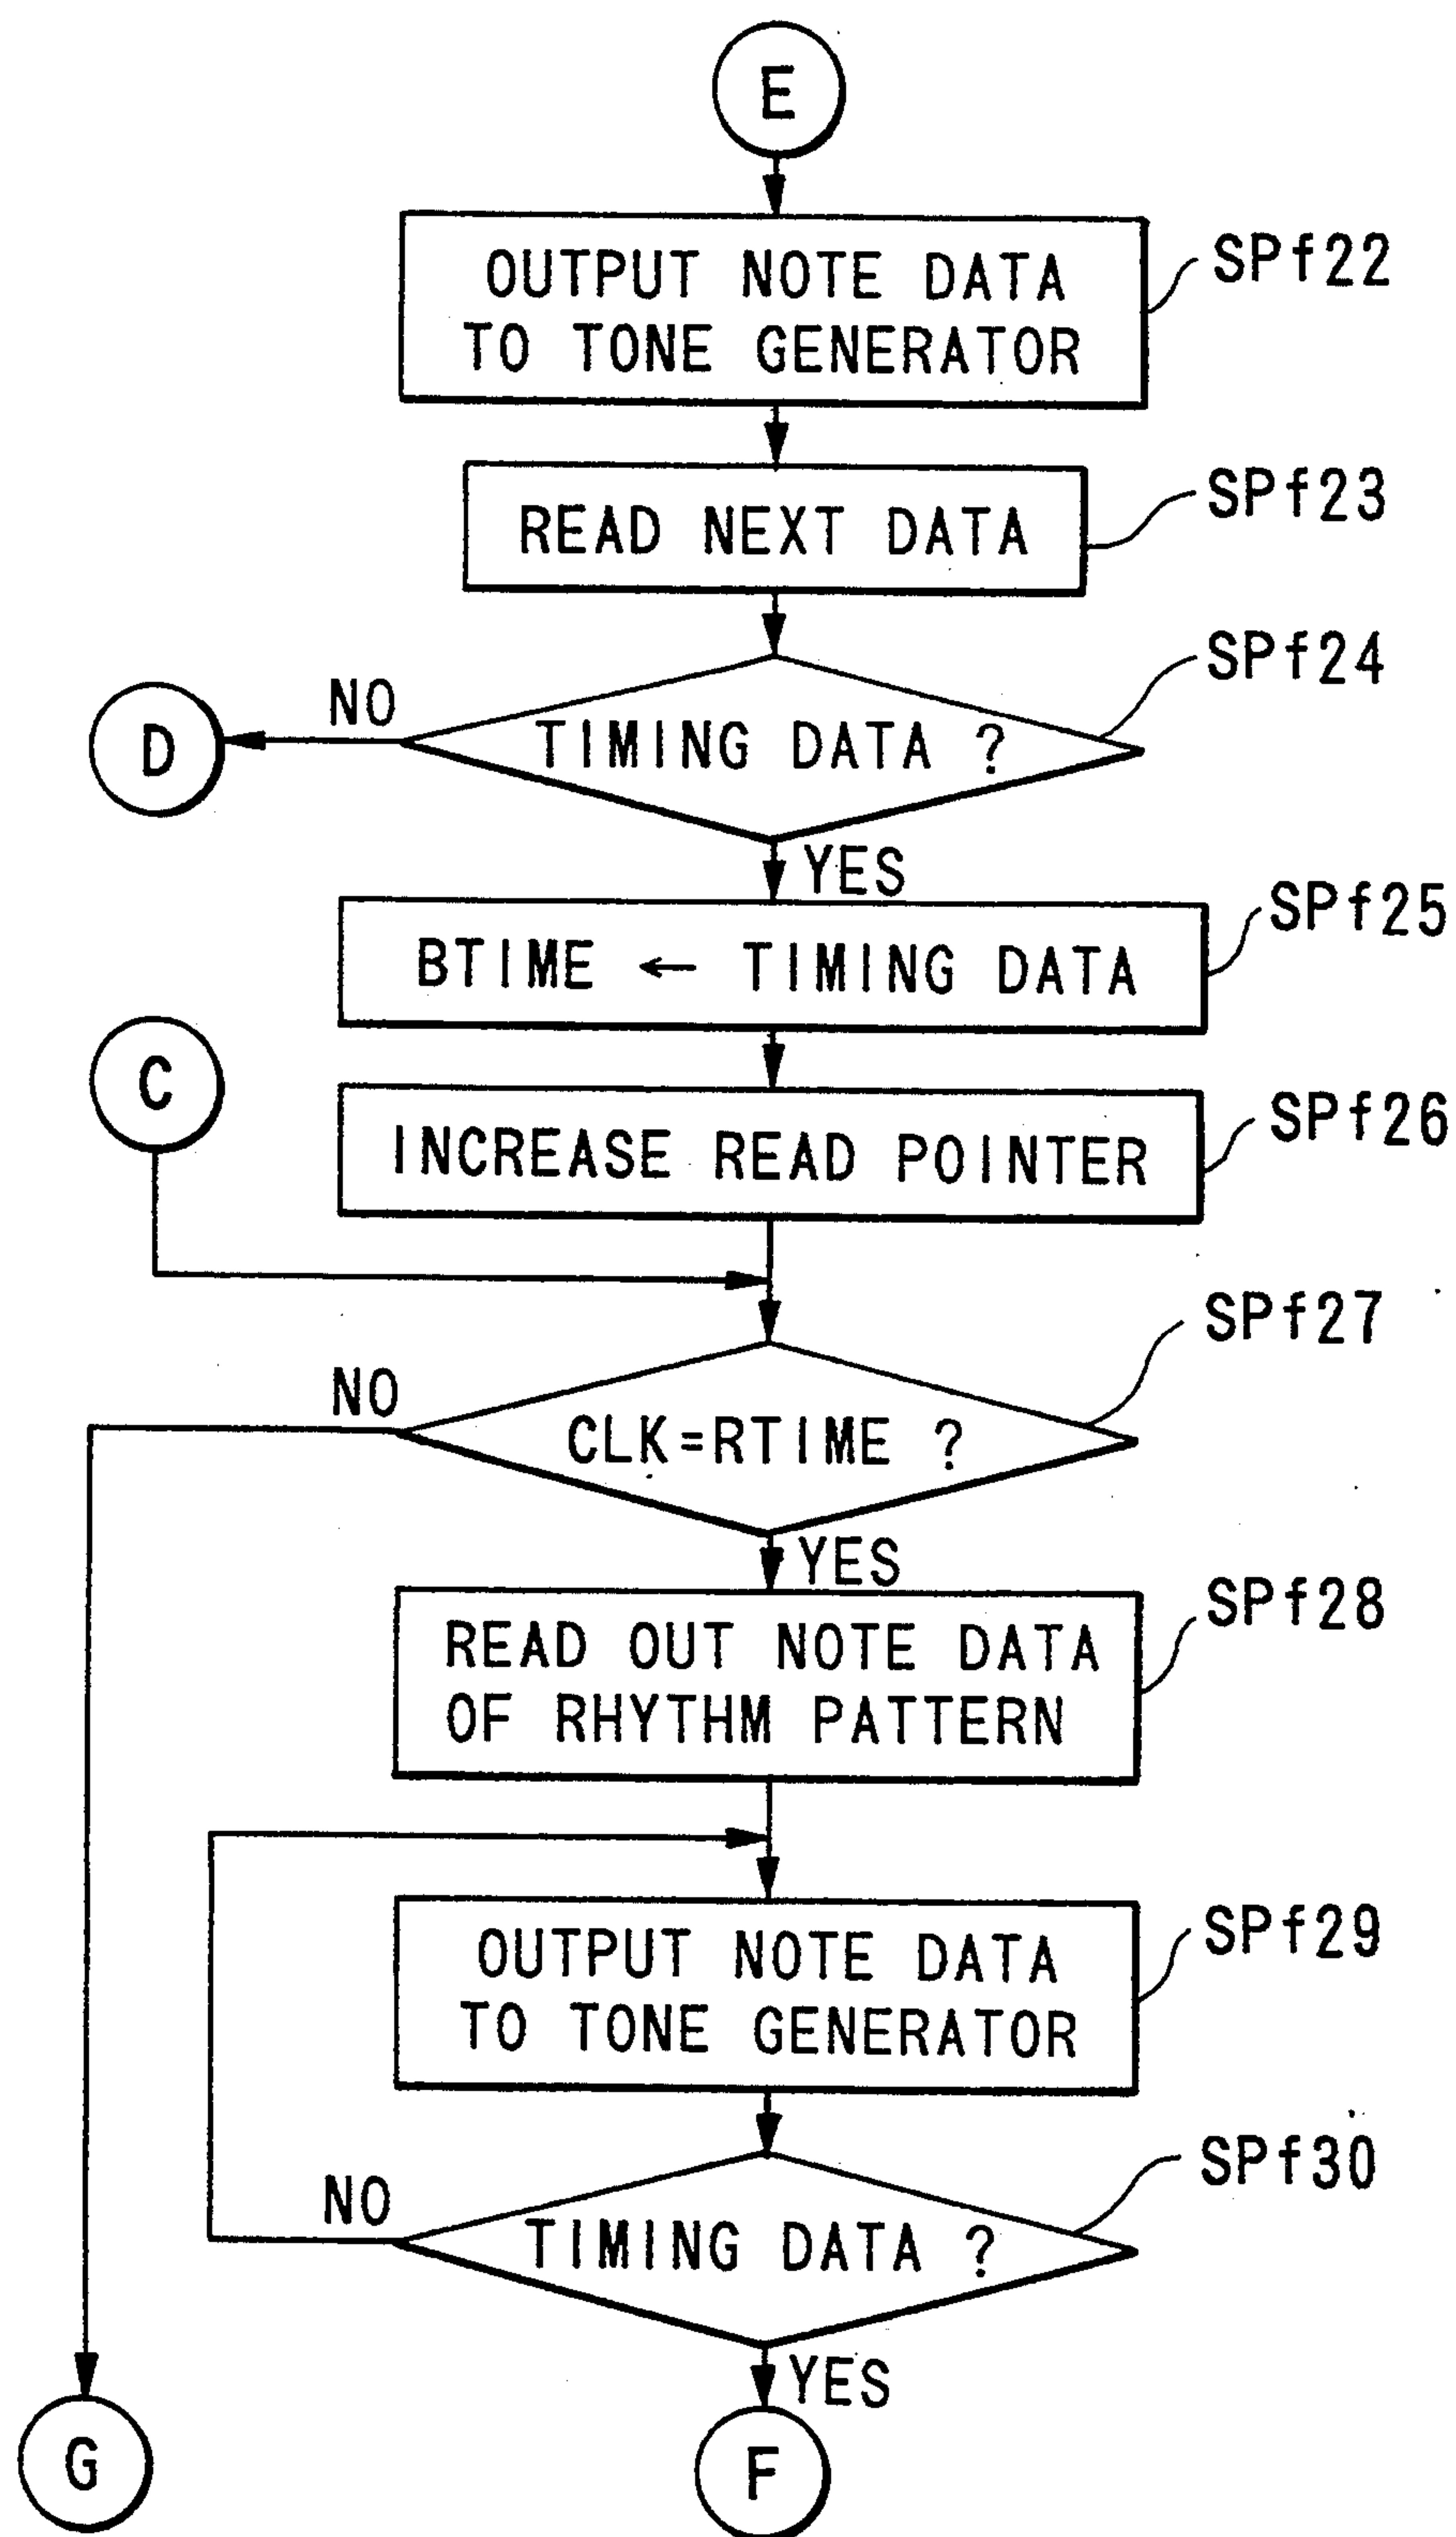 E
OUTPUT NOTE DATA
TO TONE GENERATOR
SPf22
READ NEXT DATA
SPf23
SPf24
NO
D
TIMING DATA ?
YES
SPf25
BTIME ← TIMING DATA
C
SPf26
INCREASE READ POINTER
SPf27
NO
CLK=RTIME ?
YES
SPf28
READ OUT NOTE DATA
OF RHYTHM PATTERN
SPf29
OUTPUT NOTE DATA
TO TONE GENERATOR
SPf30
NO
TIMING DATA ?
YES
G
F